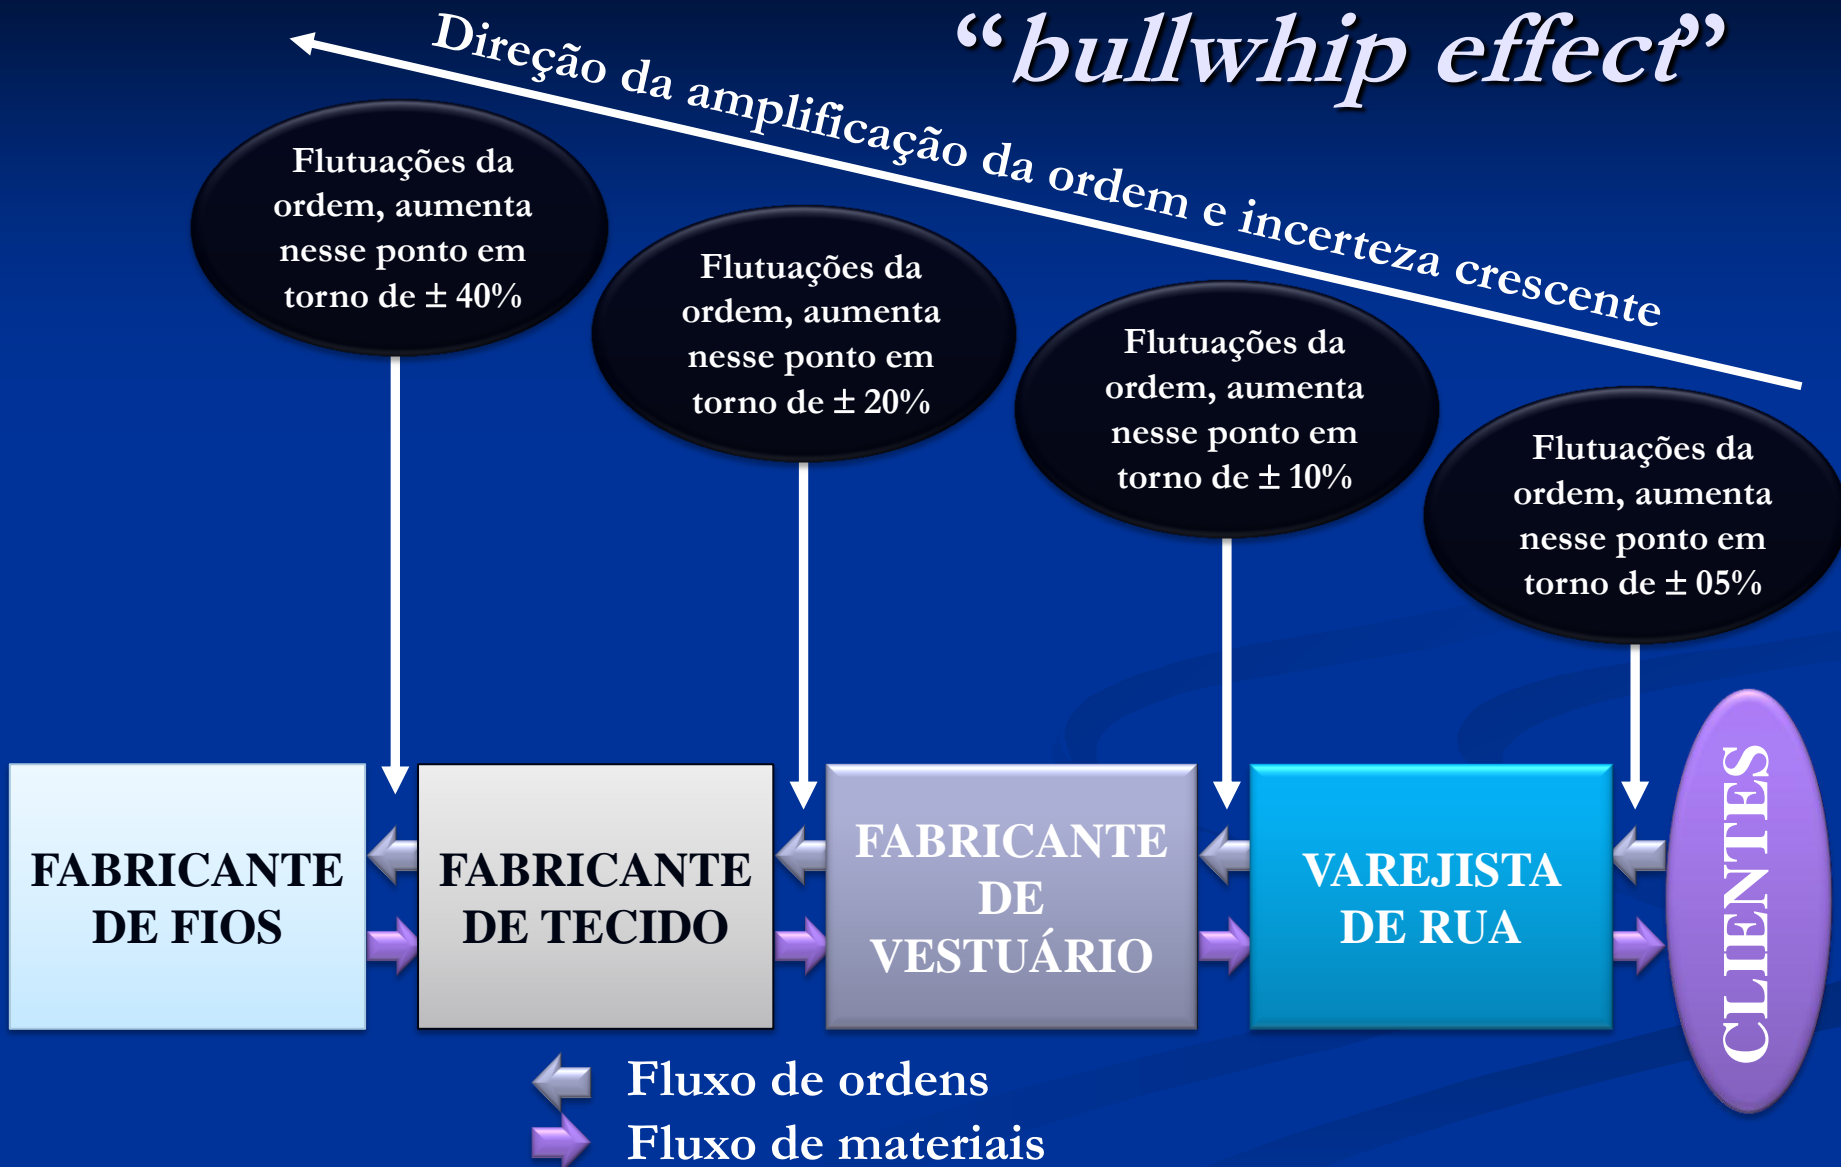 “bullwhip effect”
Direção da amplificação da ordem e incerteza crescente
Flutuações da
ordem, aumenta
nesse ponto em
torno de ± 40%
Flutuações da
ordem, aumenta
nesse ponto em
torno de ± 20%
Flutuações da
ordem, aumenta
nesse ponto em
torno de ± 10%
Flutuações da
ordem, aumenta
nesse ponto em
torno de ± 05%
FABRICANTE
DE FIOS
FABRICANTE
DE TECIDO
FABRICANTE
DE
VESTUÁRIO
VAREJISTA
DE RUA
CLIENTES
Fluxo de ordens
Fluxo de materiais